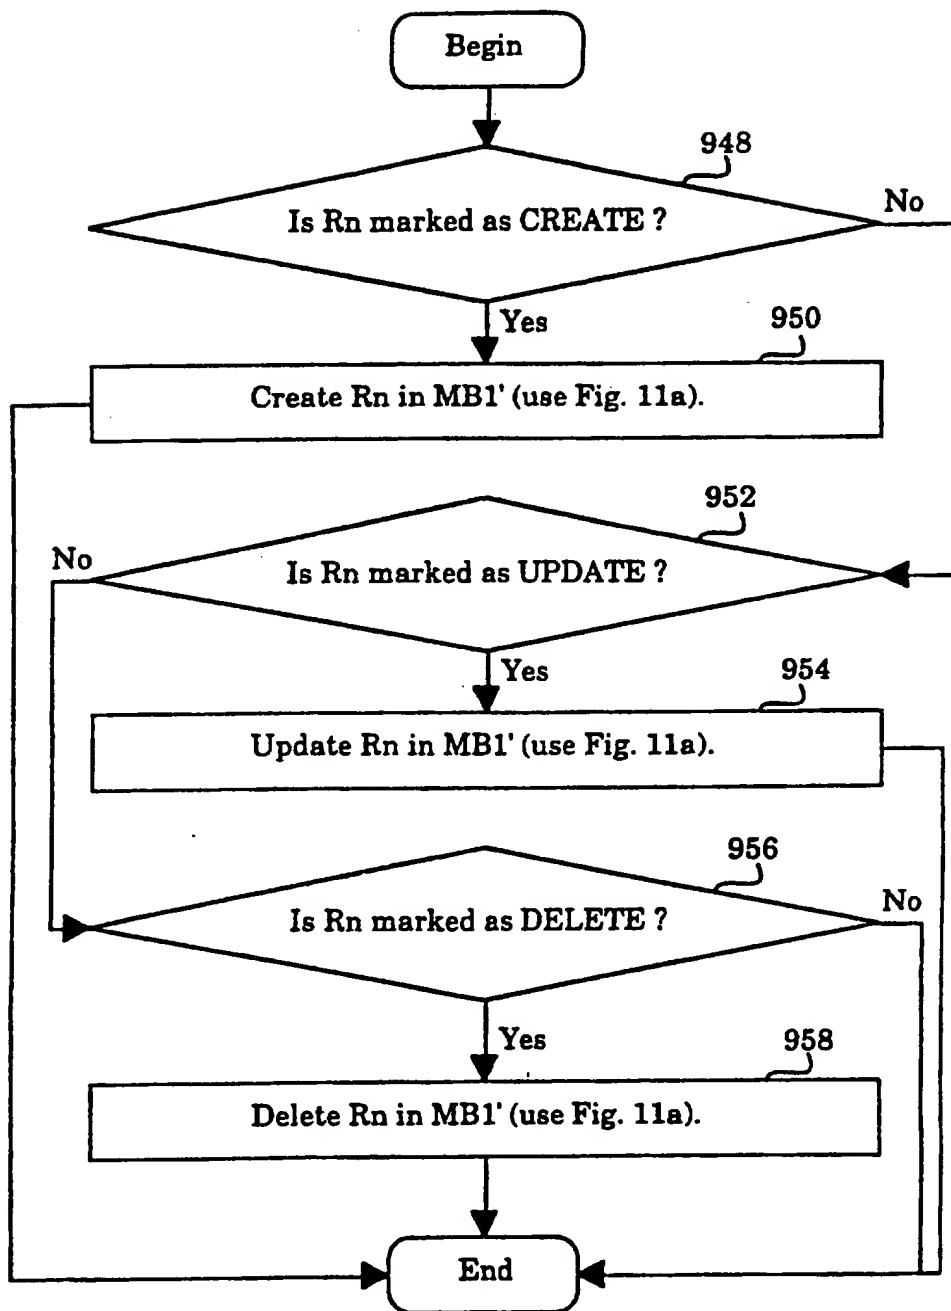 Begin
948
Is Rn marked as CREATE ?
No
Yes
950
Create Rn in MB1' (use Fig. 11a).
952
No
Is Rn marked as UPDATE ?
Yes
954
Update Rn in MB1' (use Fig. 11a).
956
Is Rn marked as DELETE ?
No
Yes
958
Delete Rn in MB1' (use Fig. 11a).
End